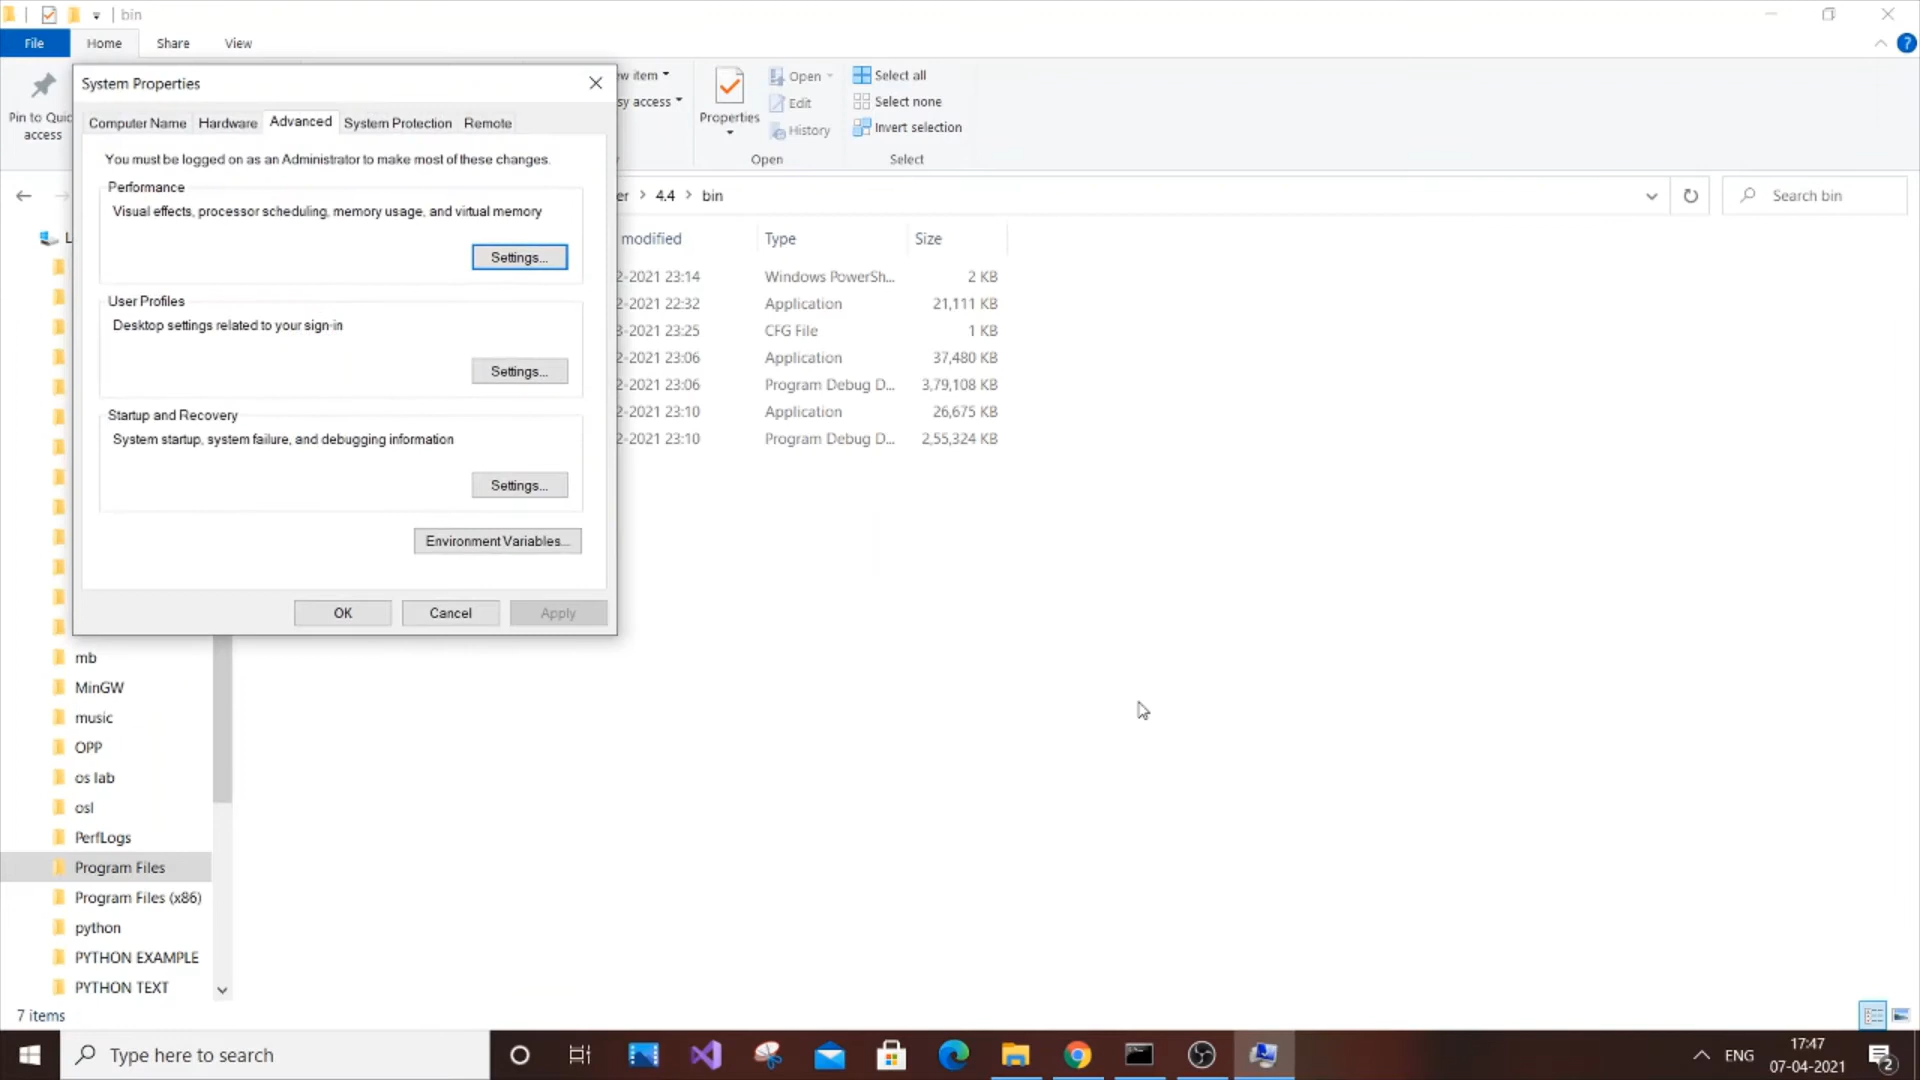 bin
File
Home
Share
View
System Properties
Computer Name
Hardware
Advanced
System Protection
Remote
You must be logged on as an Administrator to make most of these changes.
Performance
Visual effects, processor scheduling, memory usage, and virtual memory
Settings...
User Profiles
Desktop settings related to your sign-in
Settings...
Startup and Recovery
System startup, system failure, and debugging information
Settings...
Environment Variables...
OK
Cancel
Apply
Pin to Quic
access
w item
sy access
Properties
Open
Edit
History
Open
Select all
Select none
Invert selection
Select
er > 4.4 > bin
Search bin
L
modified Type Size
2-2021 23:14 Windows PowerSh... 2 KB
2-2021 22:32 Application 21,111 KB
3-2021 23:25 CFG File 1 KB
2-2021 23:06 Application 37,480 KB
2-2021 23:06 Program Debug D... 3,79,108 KB
2-2021 23:10 Application 26,675 KB
2-2021 23:10 Program Debug D... 2,55,324 KB
mb
MinGW
music
OPP
os lab
osl
PerfLogs
Program Files
Program Files (x86)
python
PYTHON EXAMPLE
PYTHON TEXT
7 items
Type here to search
ENG
17:47
07-04-2021
2